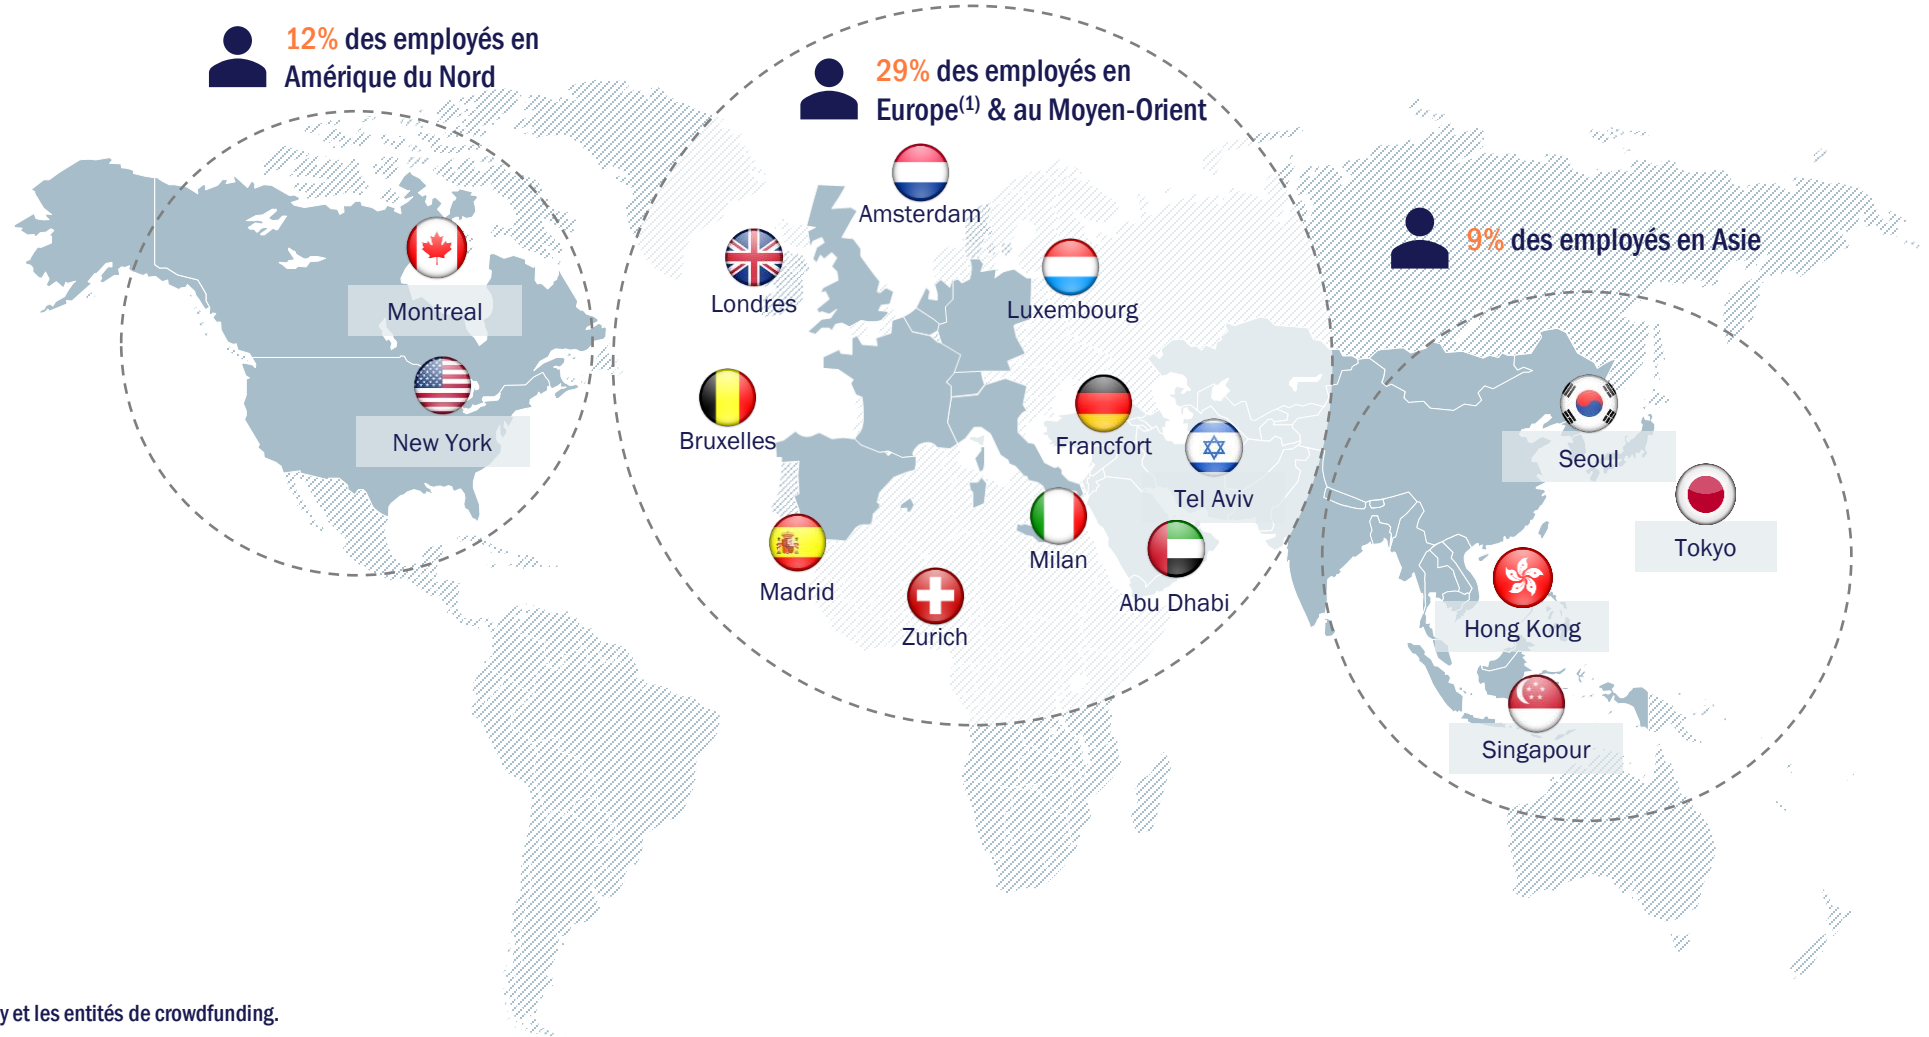 12% des employés en
Amérique du Nord
29% des employés en
Europe(1) & au Moyen-Orient
9% des employés en Asie
Amsterdam
Londres
Luxembourg
Montreal
New York
Bruxelles
Francfort
Tel Aviv
Seoul
Tokyo
Madrid
Milan
Abu Dhabi
Zurich
Hong Kong
Singapour
y et les entités de crowdfunding.